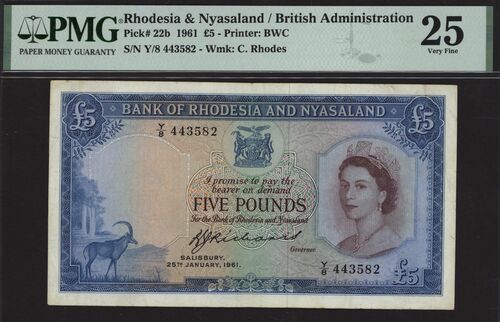 PMG
PAPER MONEY GUARANTY
Rhodesia & Nyasaland / British Administration
Pick# 22b 1961 £5 - Printer: BWC
S/N Y/8 443582 - Wmk: C. Rhodes
25
Very Fine
£5
BANK OF RHODESIA AND NYASALAND
£5
Y/8 443582
I promise to pay the
bearer on demand
FIVE POUNDS
For the Bank of Rhodesia and Nyasaland
Governor
SALISBURY,
25TH JANUARY, 1961.
Y/8 443582
£5